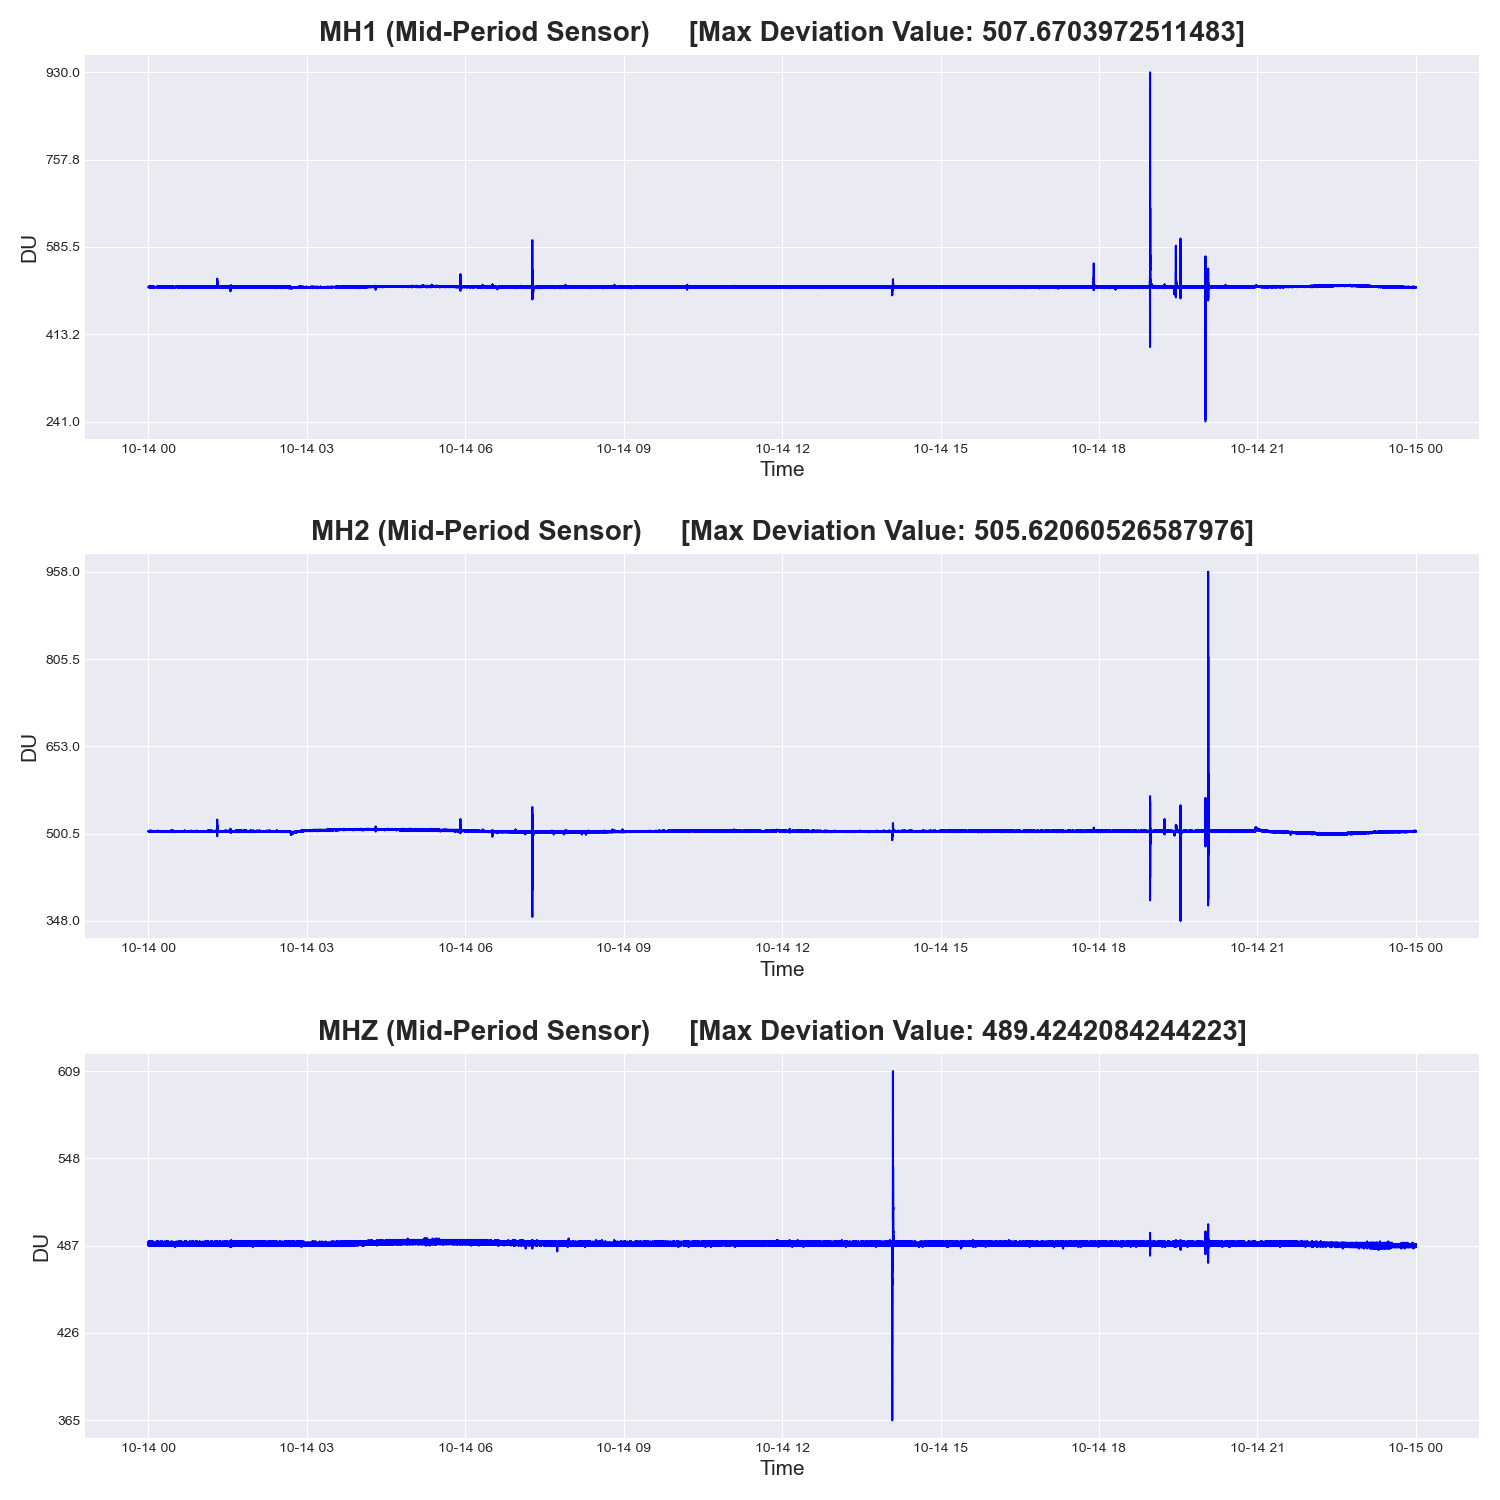 MH1 (Mid-Period Sensor) [Max Deviation Value: 507.6703972511483]
930.0
757.8
585.5
413.2
241.0
DU
10-14 00 10-14 03 10-14 06 10-14 09 10-14 12 10-14 15 10-14 18 10-14 21 10-15 00
Time
MH2 (Mid-Period Sensor) [Max Deviation Value: 505.62060526587976]
958.0
805.5
653.0
500.5
348.0
DU
10-14 00 10-14 03 10-14 06 10-14 09 10-14 12 10-14 15 10-14 18 10-14 21 10-15 00
Time
MHZ (Mid-Period Sensor) [Max Deviation Value: 489.4242084244223]
609
548
487
426
365
DU
10-14 00 10-14 03 10-14 06 10-14 09 10-14 12 10-14 15 10-14 18 10-14 21 10-15 00
Time